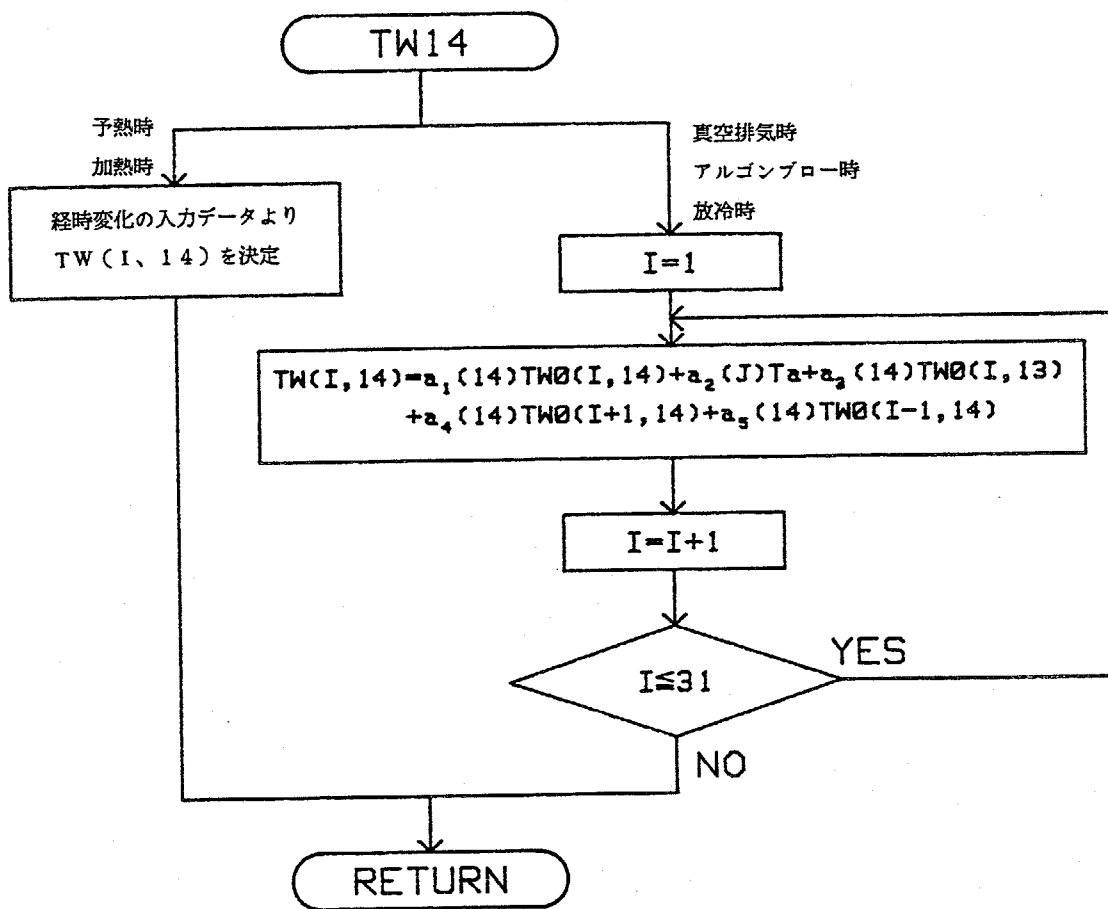 TW14
予熱時
加熱時
経時変化の入力データより
TW(I、14)を決定
真空排気時
アルゴンブロー時
放冷時
I=1
TW(I,14)=a₁(14)TW0(I,14)+a₂(J)Ta+a₃(14)TW0(I,13)
+a₄(14)TW0(I+1,14)+a₅(14)TW0(I-1,14)
I=I+1
I≦31
YES
NO
RETURN